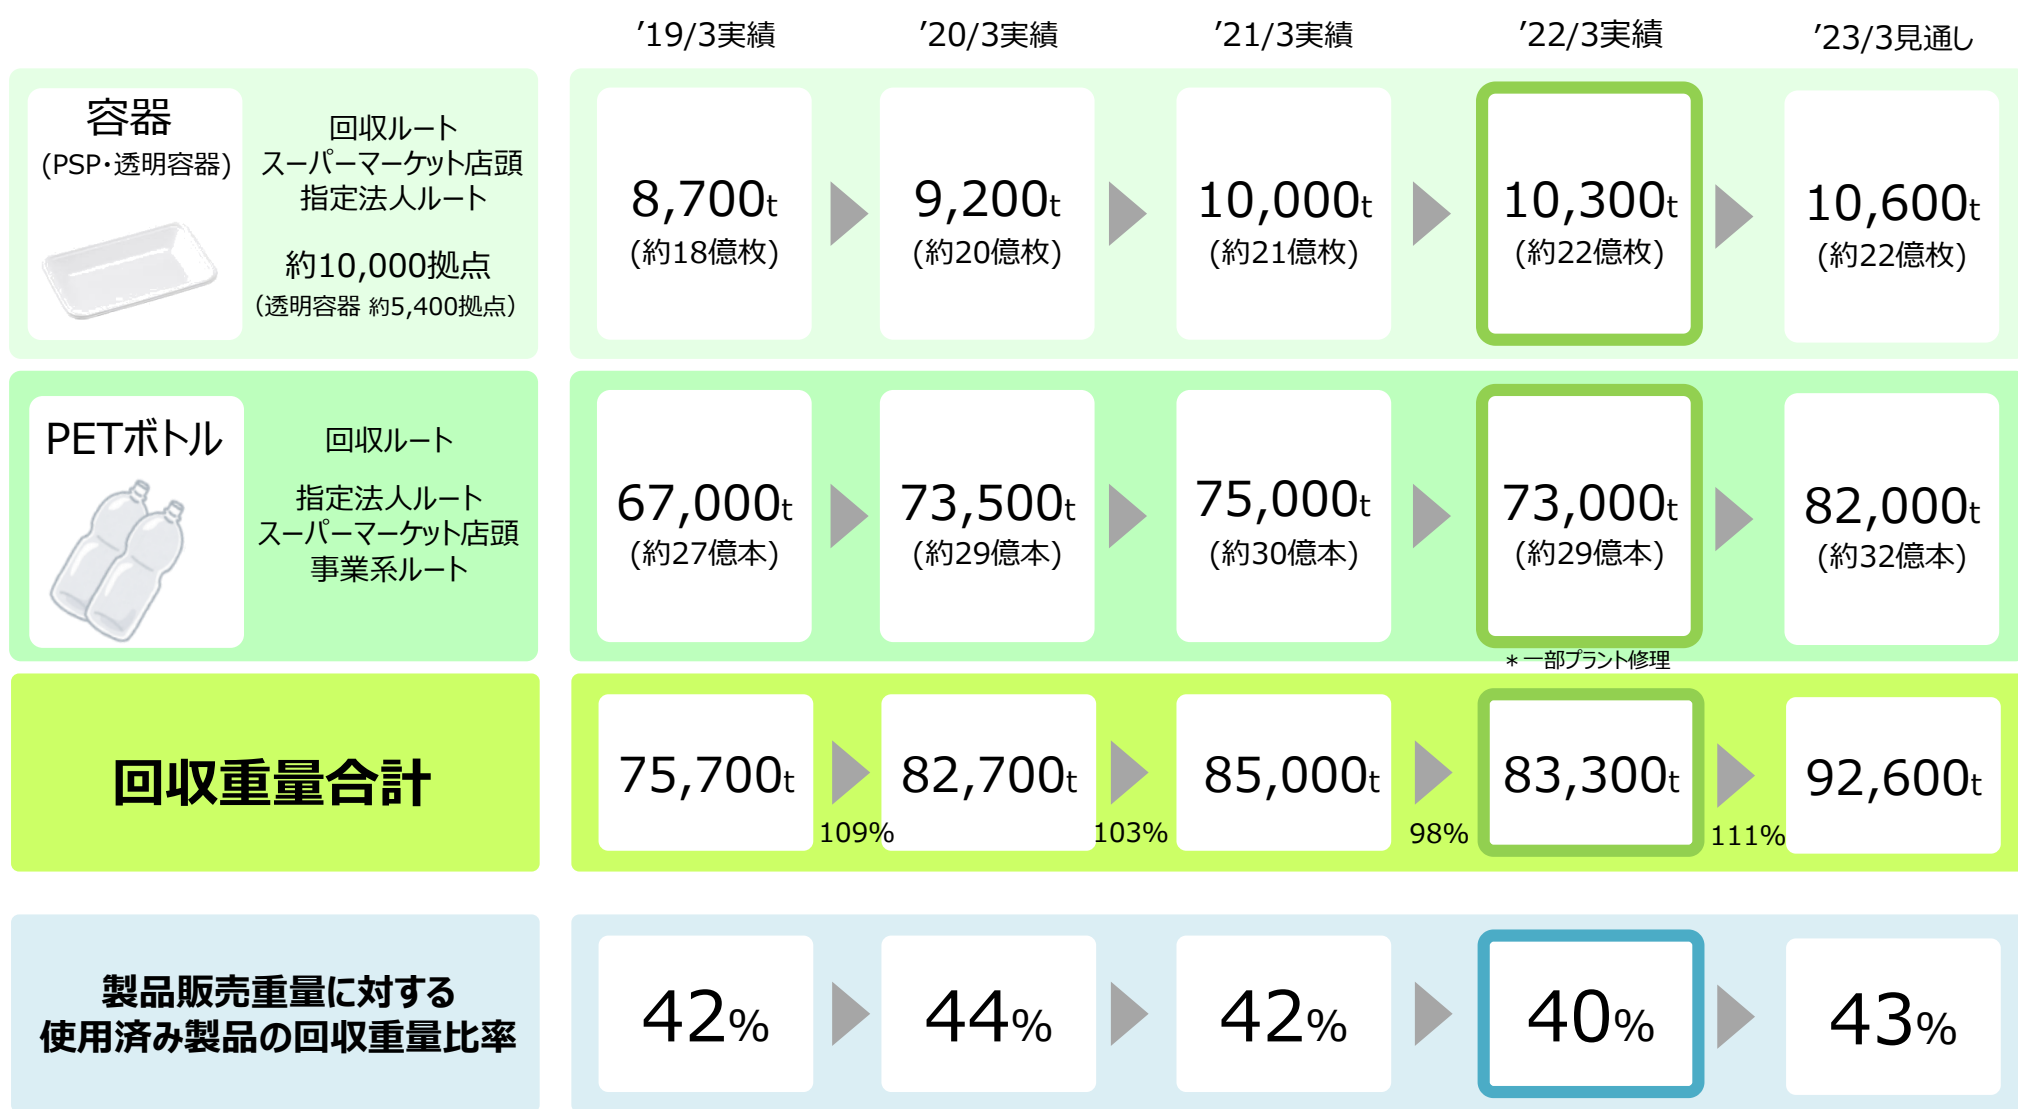 '19/3実績
'20/3実績
'21/3実績
'22/3実績
'23/3見通し
容器
(PSP・透明容器)
回収ルート
スーパーマーケット店頭
指定法人ルート
約10,000拠点
(透明容器 約5,400拠点)
8,700t
(約18億枚)
9,200t
(約20億枚)
10,000t
(約21億枚)
10,300t
(約22億枚)
10,600t
(約22億枚)
PETボトル
回収ルート
指定法人ルート
スーパーマーケット店頭
事業系ルート
67,000t
(約27億本)
73,500t
(約29億本)
75,000t
(約30億本)
73,000t
(約29億本)
82,000t
(約32億本)
＊一部プラント修理
回収重量合計
75,700t
109%
82,700t
103%
85,000t
98%
83,300t
111%
92,600t
製品販売重量に対する
使用済み製品の回収重量比率
42%
44%
42%
40%
43%